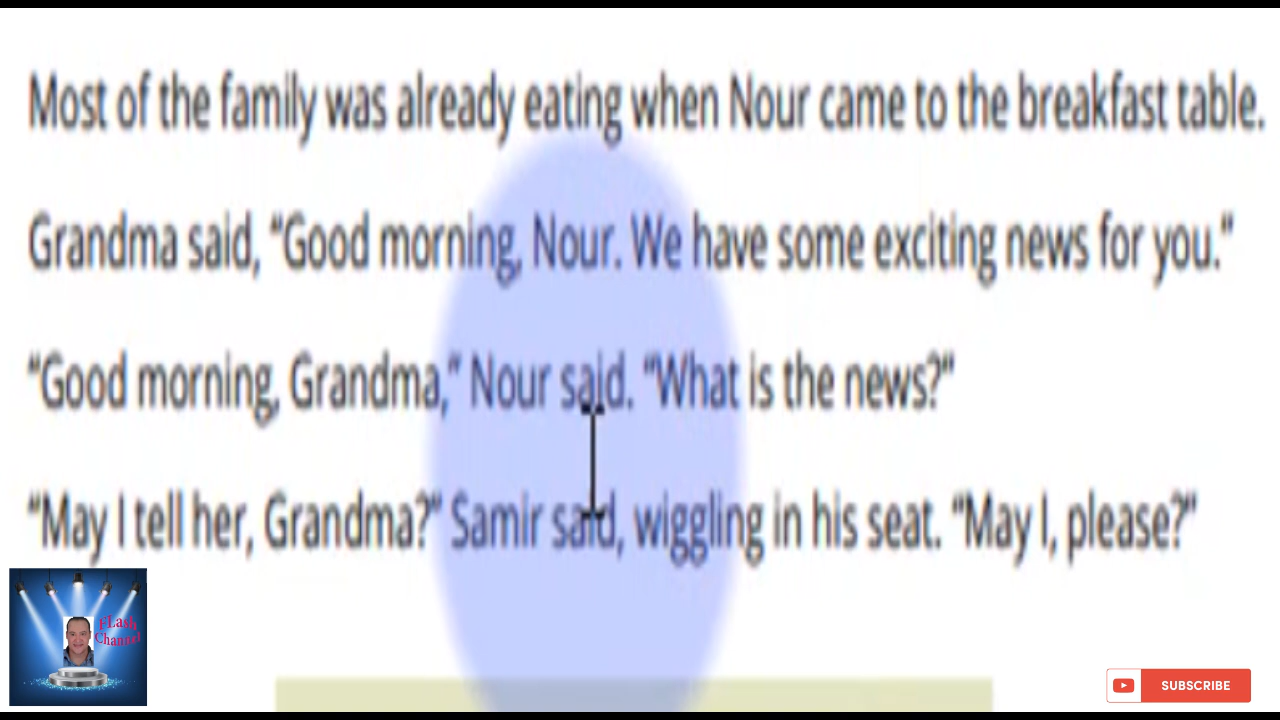 Most of the family was already eating when Nour came to the breakfast table.
Grandma said, “Good morning, Nour. We have some exciting news for you.”
“Good morning, Grandma,” Nour said. “What is the news?”
“May I tell her, Grandma?” Samir said, wiggling in his seat. “May I, please?”
FLash
Channel
SUBSCRIBE